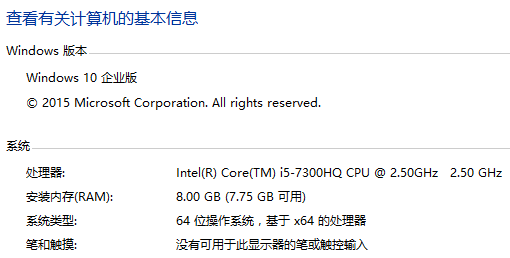 查看有关计算机的基本信息
Windows 版本
Windows 10 企业版
© 2015 Microsoft Corporation. All rights reserved.
系统
处理器: Intel(R) Core(TM) i5-7300HQ CPU @ 2.50GHz 2.50 GHz
安装内存(RAM): 8.00 GB (7.75 GB 可用)
系统类型: 64 位操作系统，基于 x64 的处理器
笔和触摸: 没有可用于此显示器的笔或触控输入